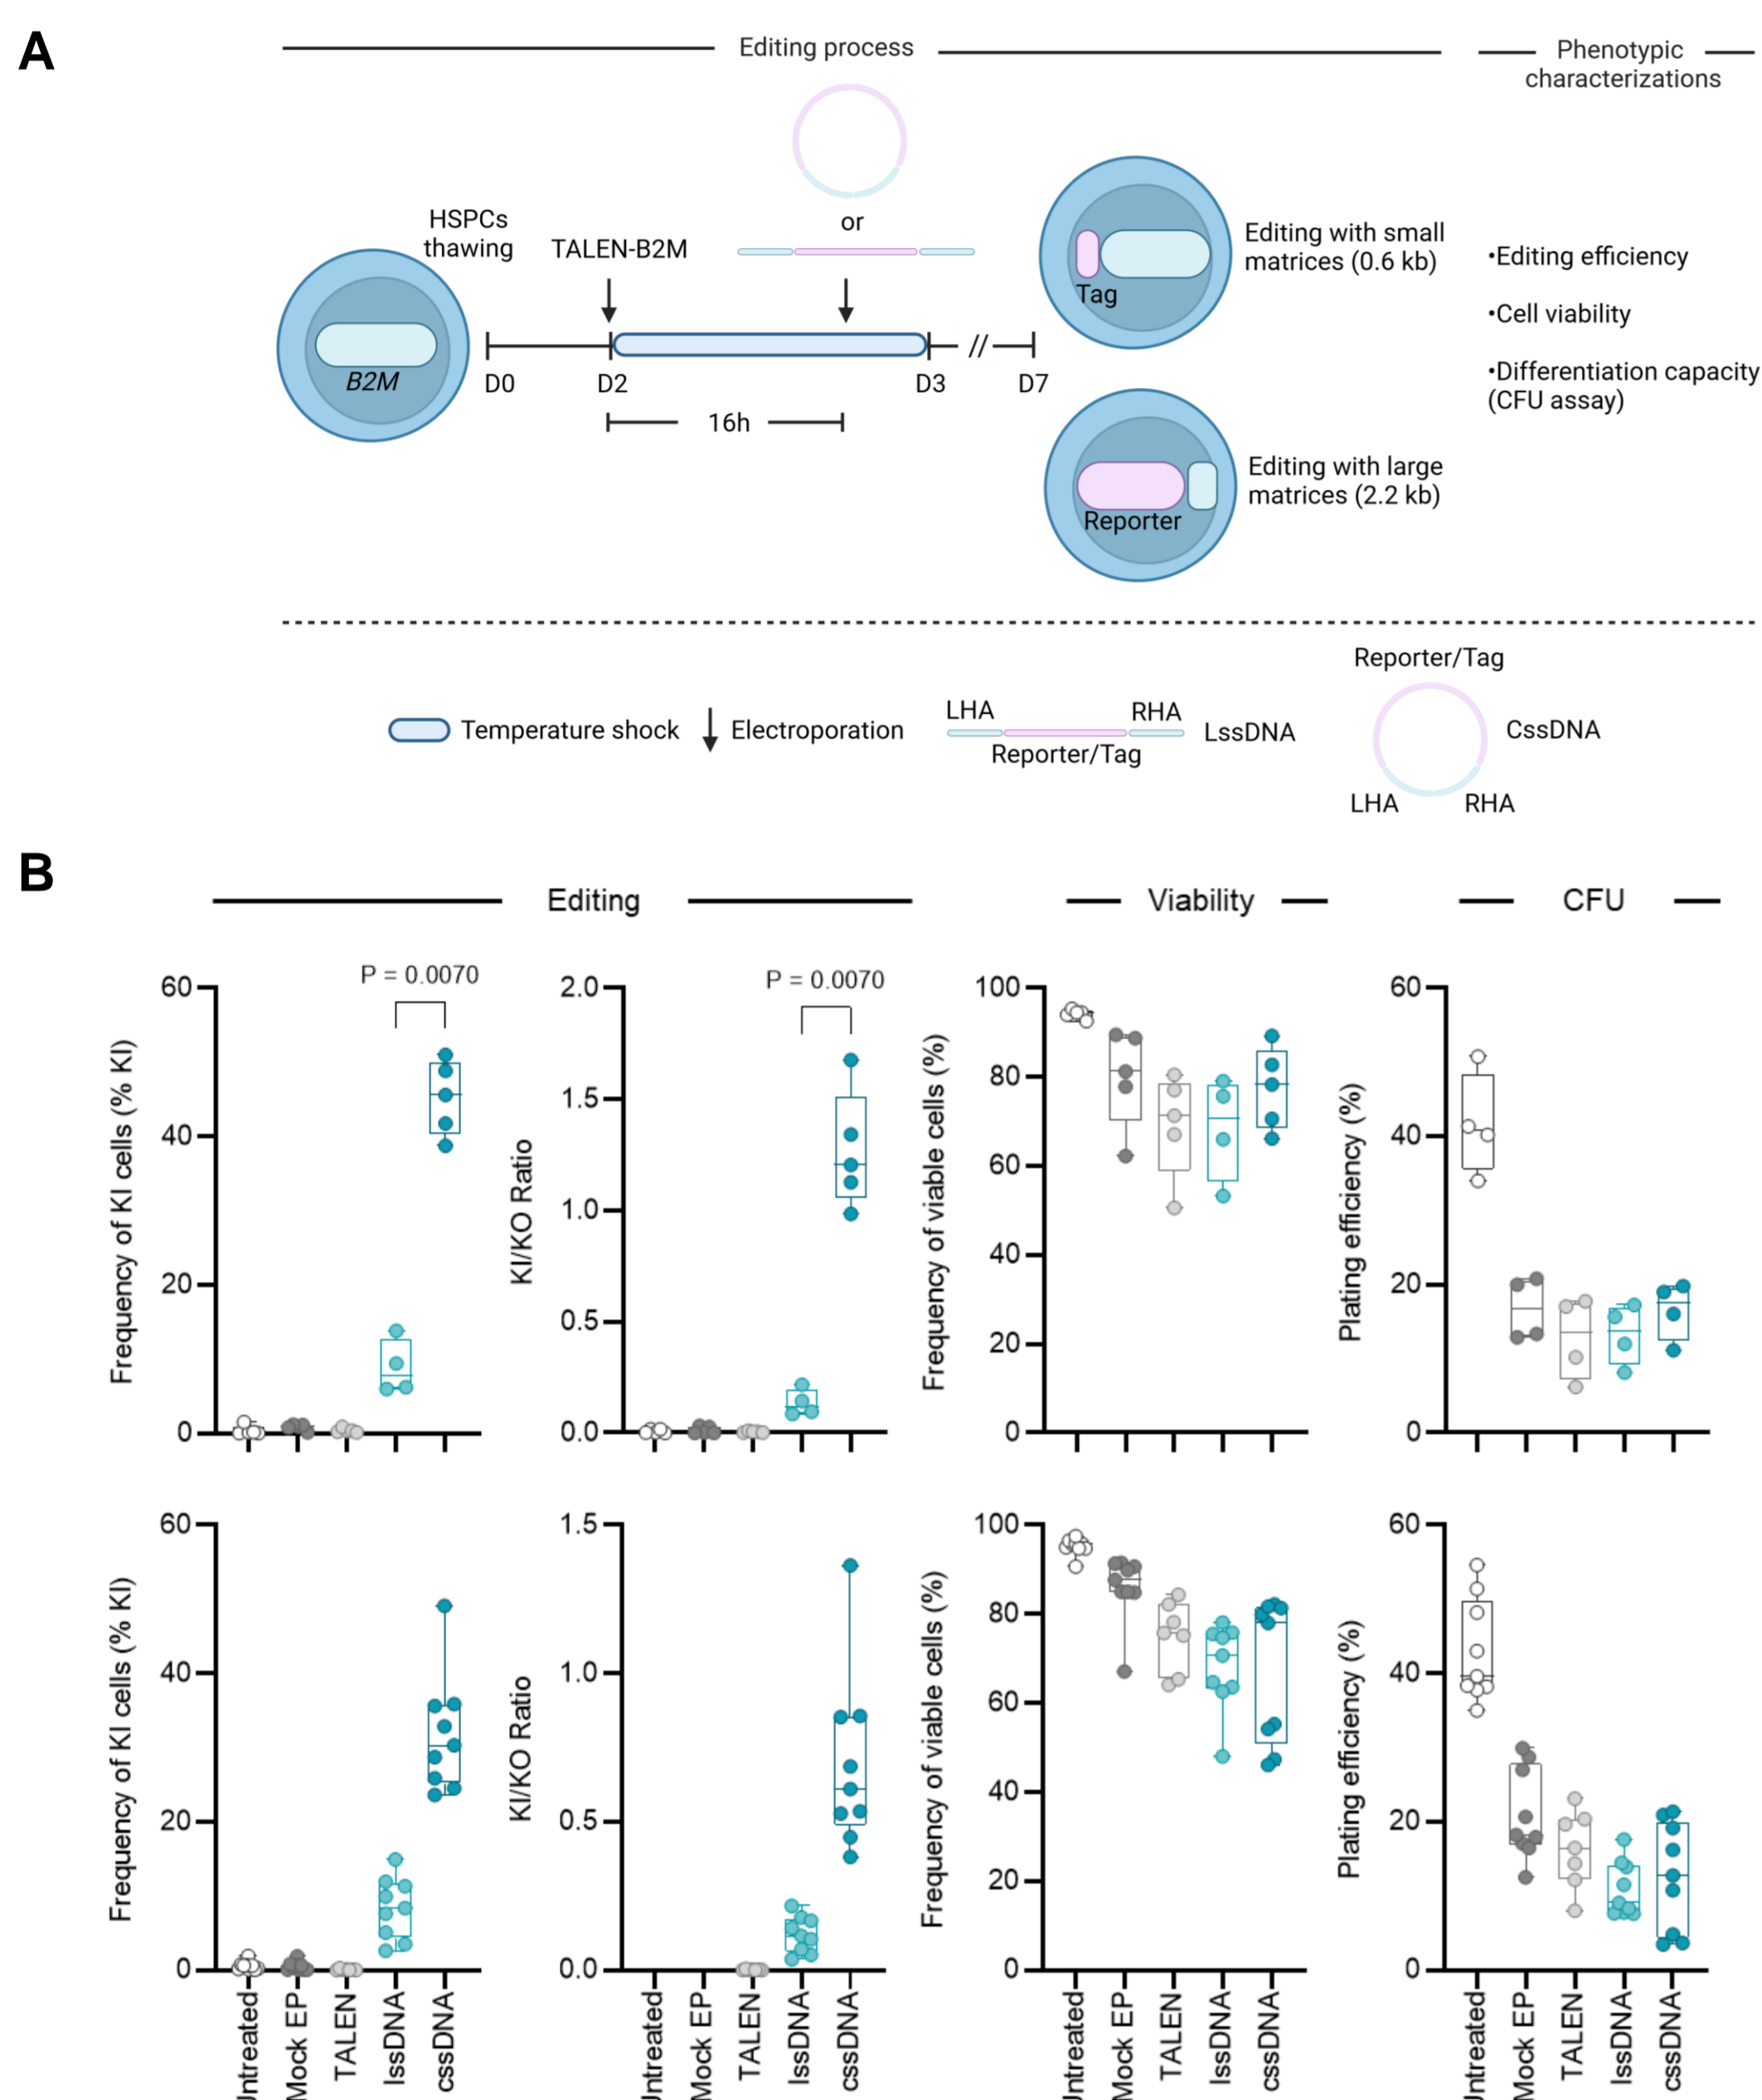 A
Editing process
Phenotypic
characterizations
HSPCs
thawing
TALEN-B2M
or
B2M
D0
D2
D3
D7
16h
Tag
Editing with small
matrices (0.6 kb)
Reporter
Editing with large
matrices (2.2 kb)
•Editing efficiency
•Cell viability
•Differentiation capacity
(CFU assay)
Temperature shock
Electroporation
LHA
RHA
Reporter/Tag
LssDNA
Reporter/Tag
CssDNA
LHA
RHA
B
Editing
Viability
CFU
Frequency of KI cells (% KI)
60
40
20
0
P = 0.0070
KI/KO Ratio
2.0
1.5
1.0
0.5
0.0
P = 0.0070
Frequency of viable cells (%)
100
80
60
40
20
0
Plating efficiency (%)
60
40
20
0
Frequency of KI cells (% KI)
60
40
20
0
Untreated
Mock EP
TALEN
lssDNA
cssDNA
KI/KO Ratio
1.5
1.0
0.5
0.0
Untreated
Mock EP
TALEN
lssDNA
cssDNA
Frequency of viable cells (%)
100
80
60
40
20
0
Untreated
Mock EP
TALEN
lssDNA
cssDNA
Plating efficiency (%)
60
40
20
0
Untreated
Mock EP
TALEN
lssDNA
cssDNA